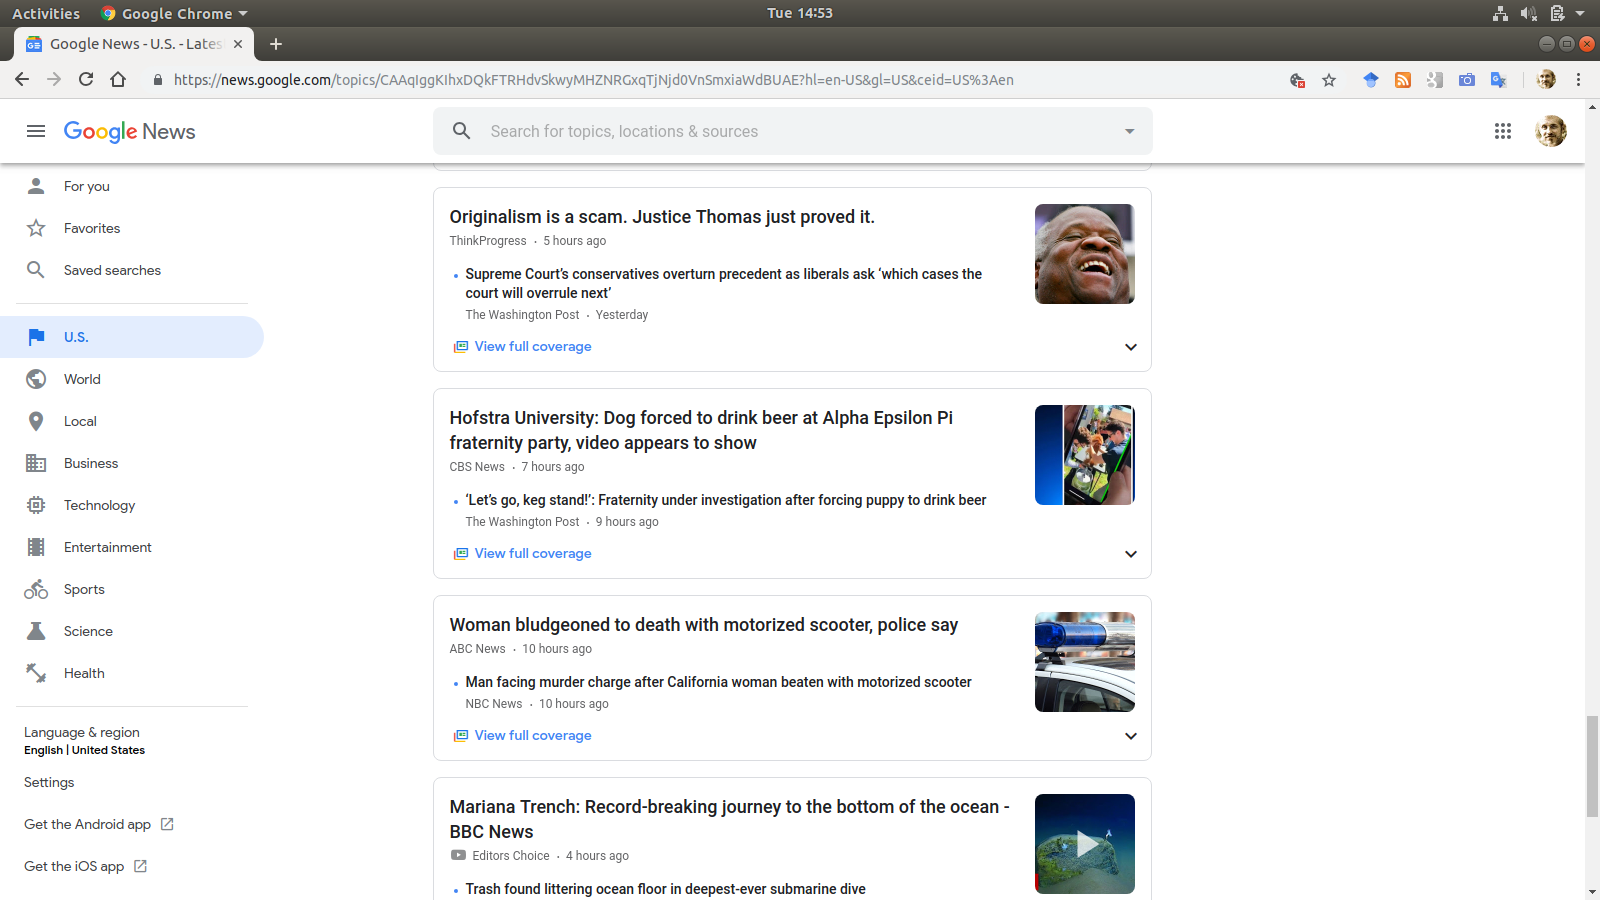 Activities
Google Chrome
Tue 14:53
Google News - U.S. - Lates
https://news.google.com/topics/CAAqIggKIhxDQkFTRHdvSkwyMHZNRGxqTjNjd0VnSmxiaWdBUAE?hl=en-US&gl=US&ceid=US%3Aen
Google News
Search for topics, locations & sources
For you
Favorites
Saved searches
U.S.
World
Local
Business
Technology
Entertainment
Sports
Science
Health
Language & region
English | United States
Settings
Get the Android app
Get the iOS app
Originalism is a scam. Justice Thomas just proved it.
ThinkProgress · 5 hours ago
Supreme Court's conservatives overturn precedent as liberals ask ‘which cases the
court will overrule next’
The Washington Post · Yesterday
View full coverage
Hofstra University: Dog forced to drink beer at Alpha Epsilon Pi
fraternity party, video appears to show
CBS News · 7 hours ago
‘Let’s go, keg stand!’: Fraternity under investigation after forcing puppy to drink beer
The Washington Post · 9 hours ago
View full coverage
Woman bludgeoned to death with motorized scooter, police say
ABC News · 10 hours ago
Man facing murder charge after California woman beaten with motorized scooter
NBC News · 10 hours ago
View full coverage
Mariana Trench: Record-breaking journey to the bottom of the ocean -
BBC News
Editors Choice · 4 hours ago
Trash found littering ocean floor in deepest-ever submarine dive